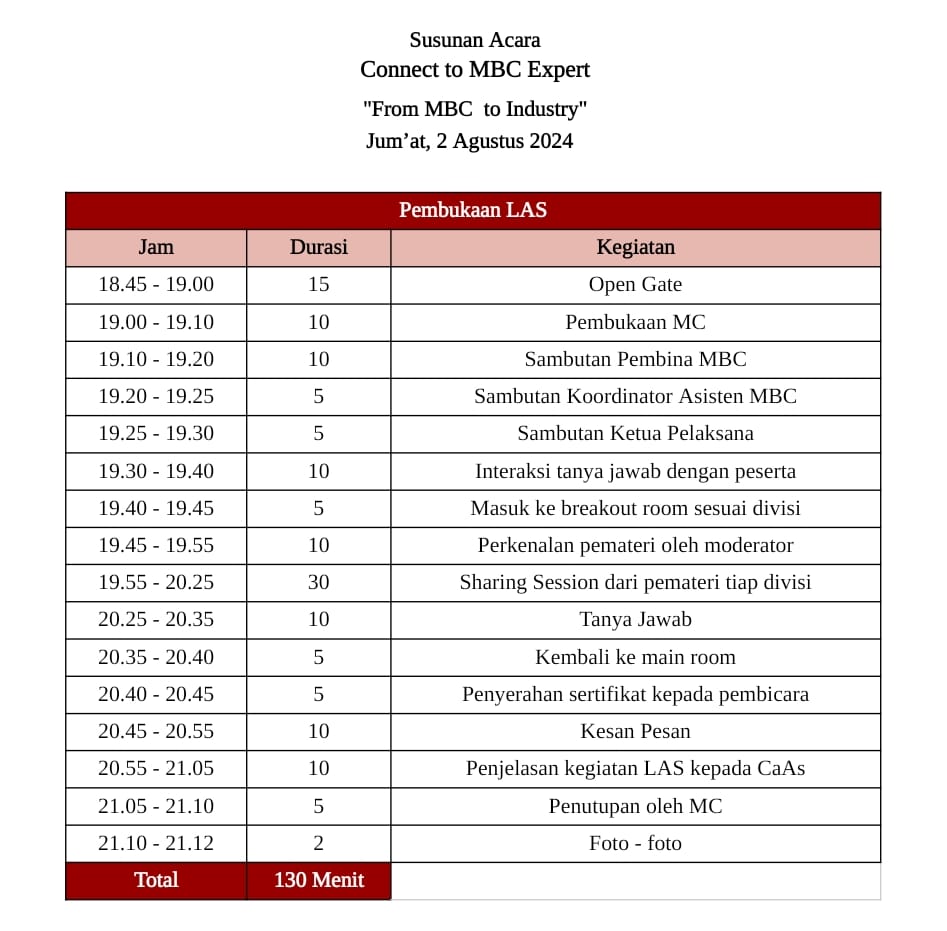 Susunan Acara
Connect to MBC Expert
"From MBC  to Industry"
Jum’at, 2 Agustus 2024
Pembukaan LAS
Jam Durasi Kegiatan
18.45 - 19.00 15 Open Gate
19.00 - 19.10 10 Pembukaan MC
19.10 - 19.20 10 Sambutan Pembina MBC
19.20 - 19.25 5 Sambutan Koordinator Asisten MBC
19.25 - 19.30 5 Sambutan Ketua Pelaksana
19.30 - 19.40 10 Interaksi tanya jawab dengan peserta
19.40 - 19.45 5 Masuk ke breakout room sesuai divisi
19.45 - 19.55 10 Perkenalan pemateri oleh moderator
19.55 - 20.25 30 Sharing Session dari pemateri tiap divisi
20.25 - 20.35 10 Tanya Jawab
20.35 - 20.40 5 Kembali ke main room
20.40 - 20.45 5 Penyerahan sertifikat kepada pembicara
20.45 - 20.55 10 Kesan Pesan
20.55 - 21.05 10 Penjelasan kegiatan LAS kepada CaAs
21.05 - 21.10 5 Penutupan oleh MC
21.10 - 21.12 2 Foto - foto
Total 130 Menit